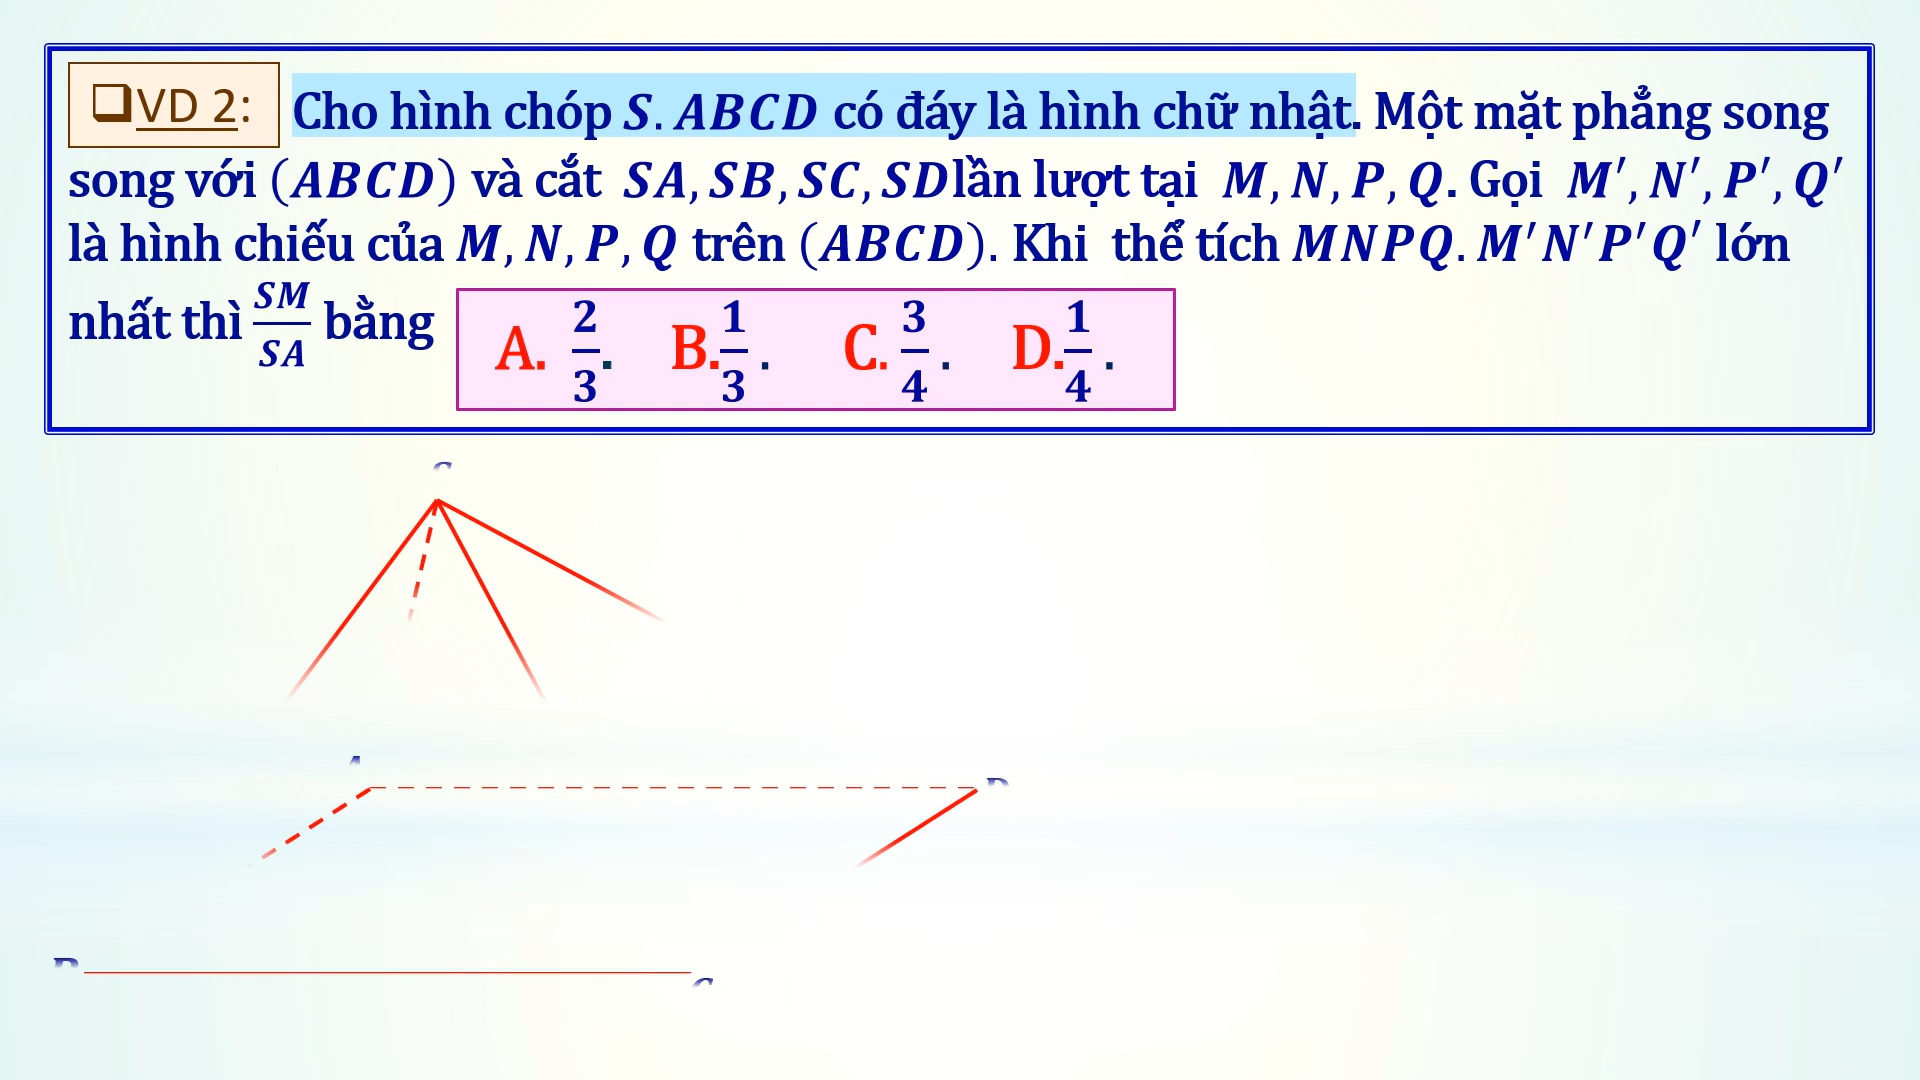 ❑VD 2: Cho hình chóp S.ABCD có đáy là hình chữ nhật. Một mặt phẳng song
song với (ABCD) và cắt SA, SB, SC, SD lần lượt tại M, N, P, Q. Gọi M′, N′, P′, Q′
là hình chiếu của M, N, P, Q trên (ABCD). Khi thể tích MNPQ.M′N′P′Q′ lớn
nhất thì SM/SA bằng
A. 2/3. B. 1/3. C. 3/4. D. 1/4.